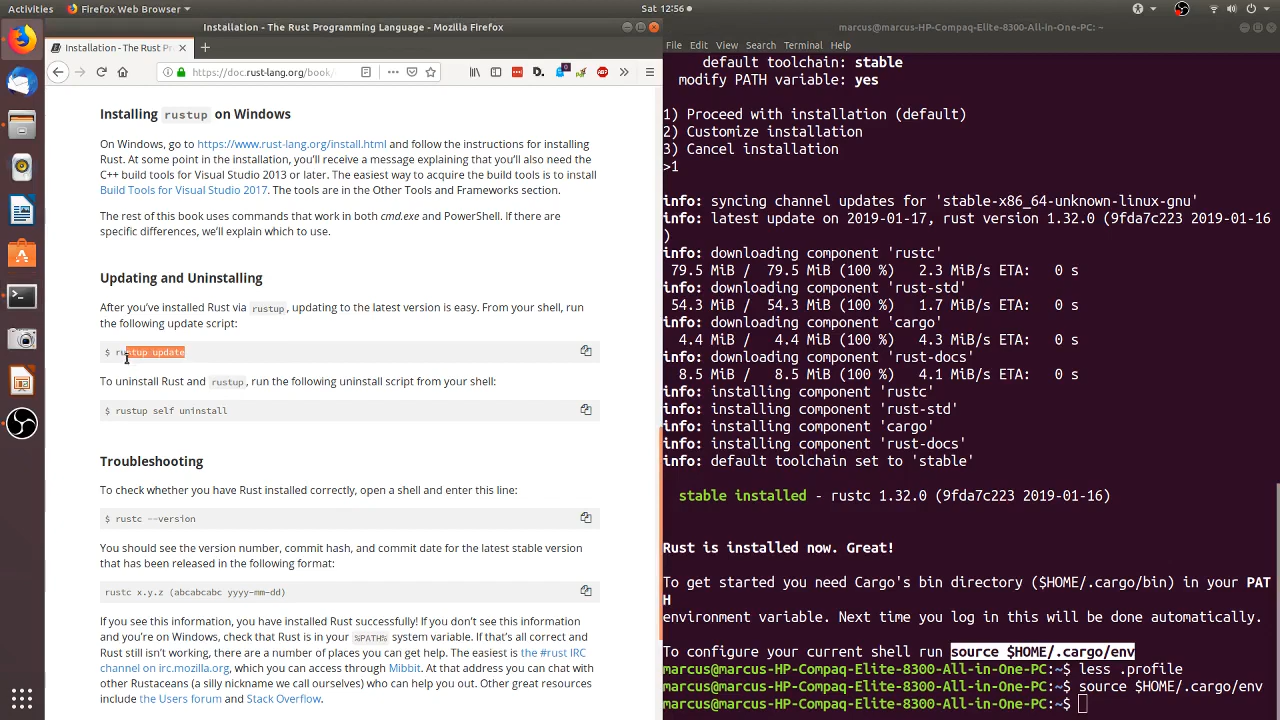 Activities
Firefox Web Browser
Sat 12:56
Installation - The Rust Programming Language - Mozilla Firefox
Installation - The Rust Pr
https://doc.rust-lang.org/book/
Installing rustup on Windows
On Windows, go to https://www.rust-lang.org/install.html and follow the instructions for installing
Rust. At some point in the installation, you'll receive a message explaining that you'll also need the
C++ build tools for Visual Studio 2013 or later. The easiest way to acquire the build tools is to install
Build Tools for Visual Studio 2017. The tools are in the Other Tools and Frameworks section.
The rest of this book uses commands that work in both cmd.exe and PowerShell. If there are
specific differences, we'll explain which to use.
Updating and Uninstalling
After you've installed Rust via rustup, updating to the latest version is easy. From your shell, run
the following update script:
$ rustup update
To uninstall Rust and rustup, run the following uninstall script from your shell:
$ rustup self uninstall
Troubleshooting
To check whether you have Rust installed correctly, open a shell and enter this line:
$ rustc --version
You should see the version number, commit hash, and commit date for the latest stable version
that has been released in the following format:
rustc x.y.z (abcabcabc yyyy-mm-dd)
If you see this information, you have installed Rust successfully! If you don't see this information
and you're on Windows, check that Rust is in your %PATH% system variable. If that's all correct and
Rust still isn't working, there are a number of places you can get help. The easiest is the #rust IRC
channel on irc.mozilla.org, which you can access through Mibbit. At that address you can chat with
other Rustaceans (a silly nickname we call ourselves) who can help you out. Other great resources
include the Users forum and Stack Overflow.
marcus@marcus-HP-Compaq-Elite-8300-All-in-One-PC: ~
File Edit View Search Terminal Help
default toolchain: stable
modify PATH variable: yes
1) Proceed with installation (default)
2) Customize installation
3) Cancel installation
>1
info: syncing channel updates for 'stable-x86_64-unknown-linux-gnu'
info: latest update on 2019-01-17, rust version 1.32.0 (9fda7c223 2019-01-16
)
info: downloading component 'rustc'
79.5 MiB / 79.5 MiB (100 %) 2.3 MiB/s ETA: 0 s
info: downloading component 'rust-std'
54.3 MiB / 54.3 MiB (100 %) 1.7 MiB/s ETA: 0 s
info: downloading component 'cargo'
4.4 MiB / 4.4 MiB (100 %) 4.3 MiB/s ETA: 0 s
info: downloading component 'rust-docs'
8.5 MiB / 8.5 MiB (100 %) 4.1 MiB/s ETA: 0 s
info: installing component 'rustc'
info: installing component 'rust-std'
info: installing component 'cargo'
info: installing component 'rust-docs'
info: default toolchain set to 'stable'
stable installed - rustc 1.32.0 (9fda7c223 2019-01-16)
Rust is installed now. Great!
To get started you need Cargo's bin directory ($HOME/.cargo/bin) in your PAT
H
environment variable. Next time you log in this will be done automatically.
To configure your current shell run source $HOME/.cargo/env
marcus@marcus-HP-Compaq-Elite-8300-All-in-One-PC:~$ less .profile
marcus@marcus-HP-Compaq-Elite-8300-All-in-One-PC:~$ source $HOME/.cargo/env
marcus@marcus-HP-Compaq-Elite-8300-All-in-One-PC:~$